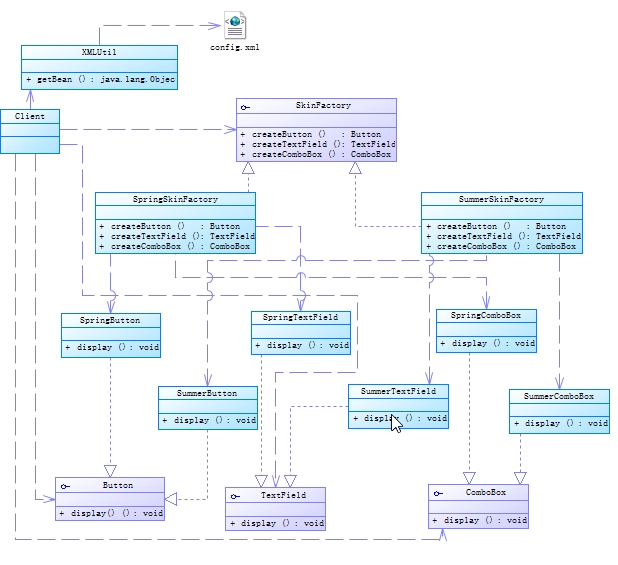 config.xml
XMLUtil
+ getBean () : java.lang.Objec
Client
SkinFactory
+ createButton () : Button
+ createTextField (): TextField
+ createComboBox () : ComboBox
SpringSkinFactory
+ createButton () : Button
+ createTextField (): TextField
+ createComboBox () : ComboBox
SummerSkinFactory
+ createButton () : Button
+ createTextField (): TextField
+ createComboBox () : ComboBox
SpringButton
+ display () : void
SpringTextField
+ display () : void
SpringComboBox
+ display () : void
SummerButton
+ display () : void
SummerTextField
+ display () : void
SummerComboBox
+ display () : void
Button
+ display() () : void
TextField
+ display () : void
ComboBox
+ display () : void